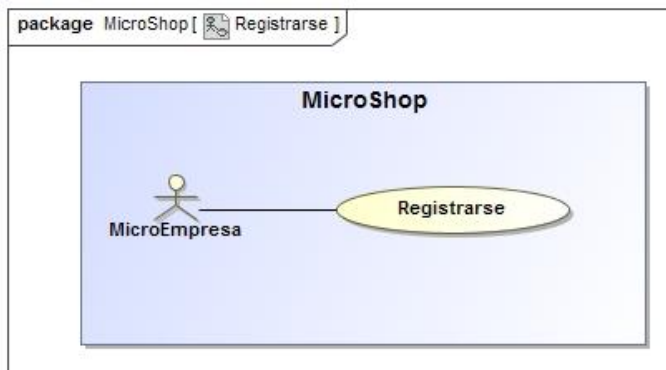 package MicroShop [ Registrarse ]
MicroShop
Registrarse
MicroEmpresa